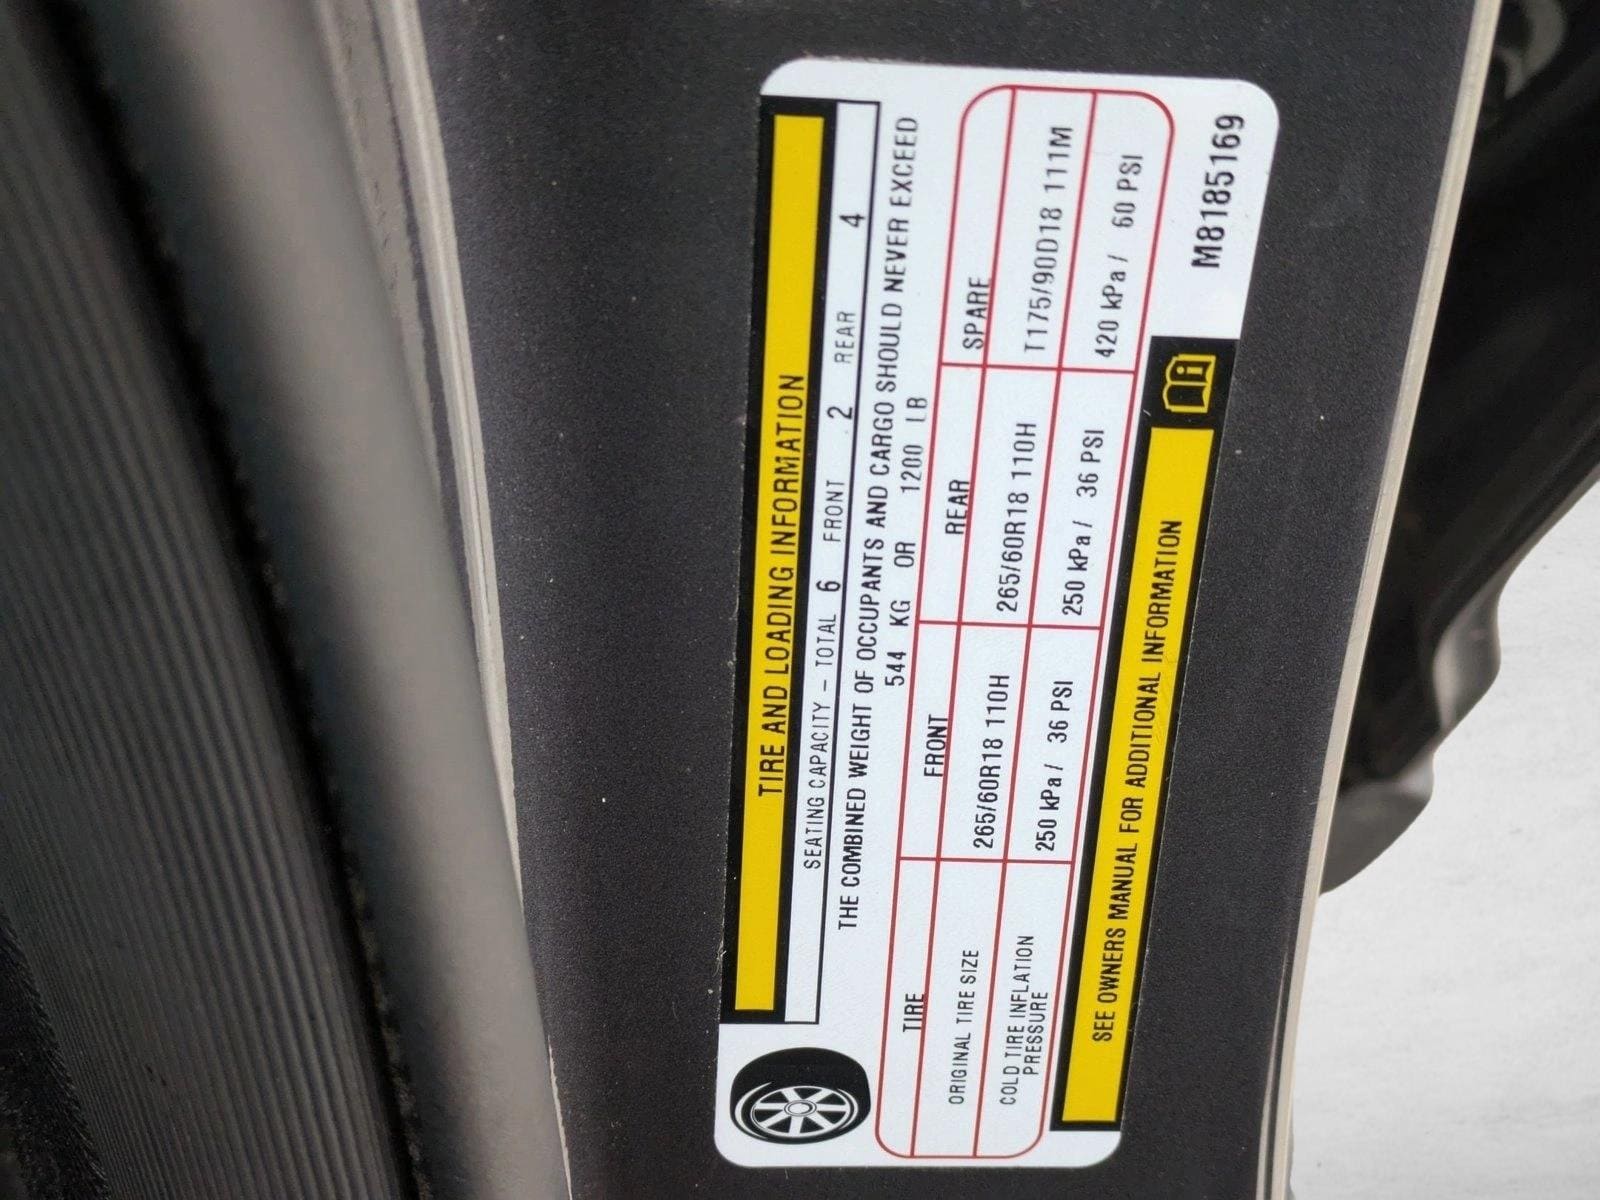 TIRE AND LOADING INFORMATION
SEATING CAPACITY - TOTAL 6 FRONT 2 REAR 4
THE COMBINED WEIGHT OF OCCUPANTS AND CARGO SHOULD NEVER EXCEED
544 KG OR 1200 LB
TIRE FRONT REAR SPARE
ORIGINAL TIRE SIZE 265/60R18 110H 265/60R18 110H T175/90D18 111M
COLD TIRE INFLATION PRESSURE 250 kPa / 36 PSI 250 kPa / 36 PSI 420 kPa / 60 PSI
SEE OWNERS MANUAL FOR ADDITIONAL INFORMATION
M8185169